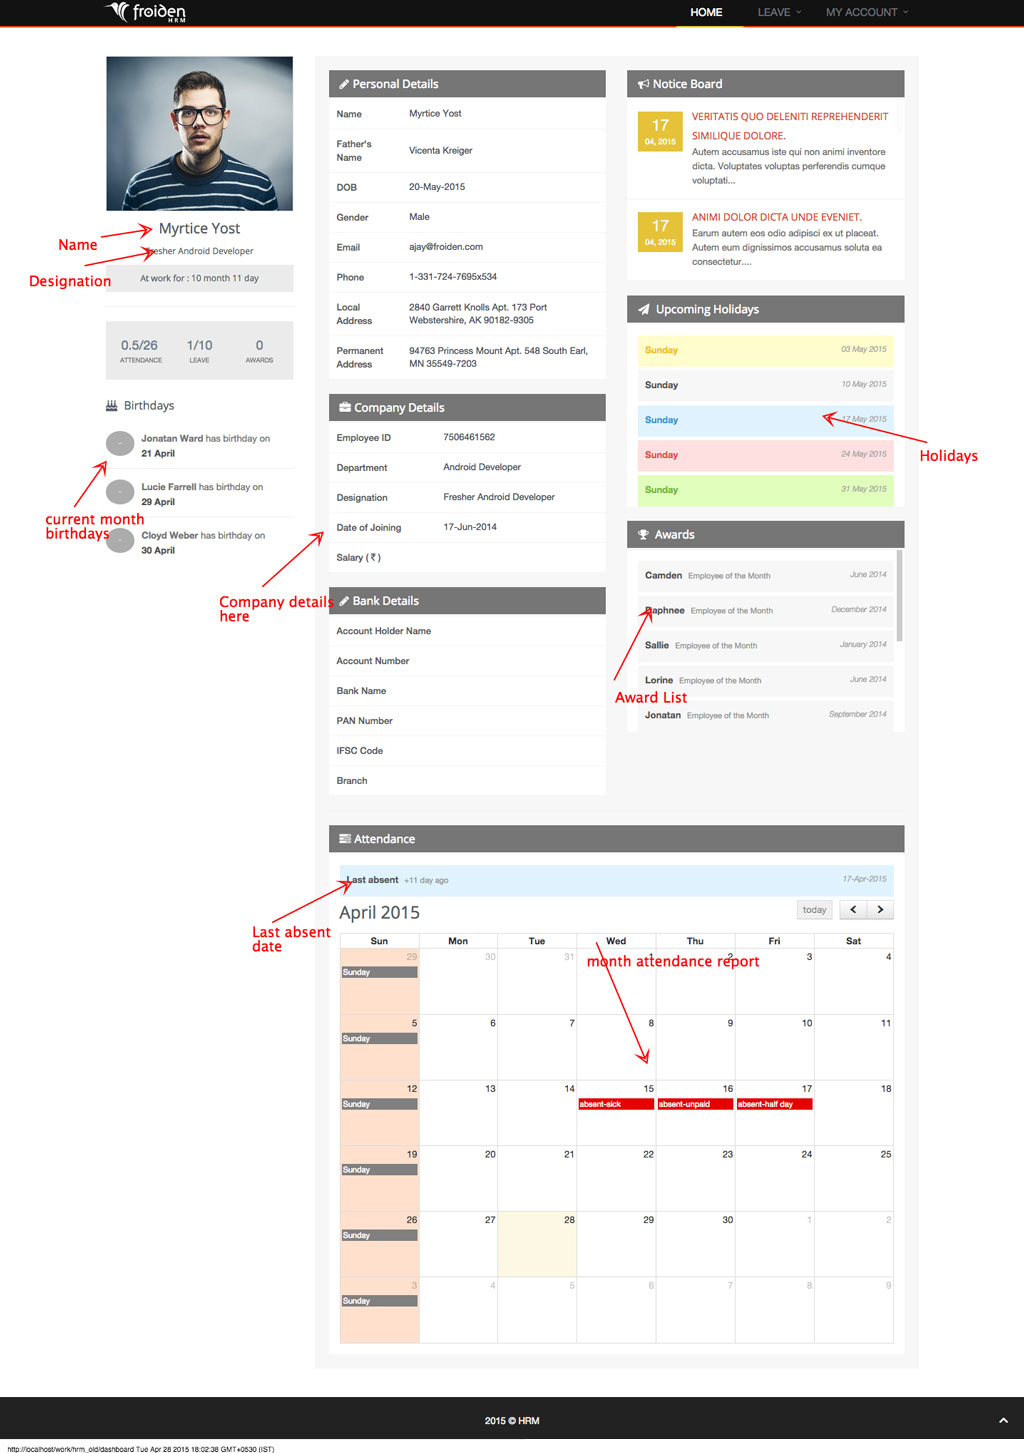 froiden
HRM
HOME
LEAVE
MY ACCOUNT
Name
Designation
Myrtice Yost
Fresher Android Developer
At work for : 10 month 11 day
0.5/26 1/10 0
ATTENDANCE LEAVE AWARDS
Birthdays
Jonatan Ward has birthday on
21 April
Lucie Farrell has birthday on
29 April
current month
birthdays
Cloyd Weber has birthday on
30 April
Personal Details
Name Myrtice Yost
Father's
Name
Vicenta Kreiger
DOB 20-May-2015
Gender Male
Email ajay@froiden.com
Phone 1-331-724-7695x534
Local
Address
2840 Garrett Knolls Apt. 173 Port
Webstershire, AK 90182-9305
Permanent
Address
94763 Princess Mount Apt. 548 South Earl,
MN 35549-7203
Company Details
Employee ID 7506461562
Department Android Developer
Designation Fresher Android Developer
Date of Joining 17-Jun-2014
Salary ( ₹ )
Company details
here
Bank Details
Account Holder Name
Account Number
Bank Name
PAN Number
IFSC Code
Branch
Notice Board
17
04, 2015
VERITATIS QUO DELENITI REPREHENDERIT
SIMILIQUE DOLORE.
Autem accusamus iste qui non animi inventore
dicta. Voluptates voluptas perferendis cumque
voluptati...
17
04, 2015
ANIMI DOLOR DICTA UNDE EVENIET.
Earum autem eos odio adipisci ex ut placeat.
Autem eum dignissimos accusamus soluta ea
consectetur....
Upcoming Holidays
Sunday 03 May 2015
Sunday 10 May 2015
Sunday 17 May 2015
Sunday 24 May 2015
Sunday 31 May 2015
Holidays
Awards
Camden Employee of the Month June 2014
Daphnee Employee of the Month December 2014
Sallie Employee of the Month January 2014
Lorine Employee of the Month June 2014
Award List
Jonatan Employee of the Month September 2014
Attendance
Last absent +11 day ago 17-Apr-2015
Last absent
date
April 2015
today
Sun Mon Tue Wed Thu Fri Sat
29 30 31 1 2 3 4
Sunday
month attendance report
5 6 7 8 9 10 11
Sunday
12 13 14 15 16 17 18
Sunday absent-sick absent-unpaid absent-half day
19 20 21 22 23 24 25
Sunday
26 27 28 29 30 1 2
Sunday
3 4 5 6 7 8 9
Sunday
2015 © HRM
http://localhost/work/hrm_old/dashboard Tue Apr 28 2015 18:02:38 GMT+0530 (IST)